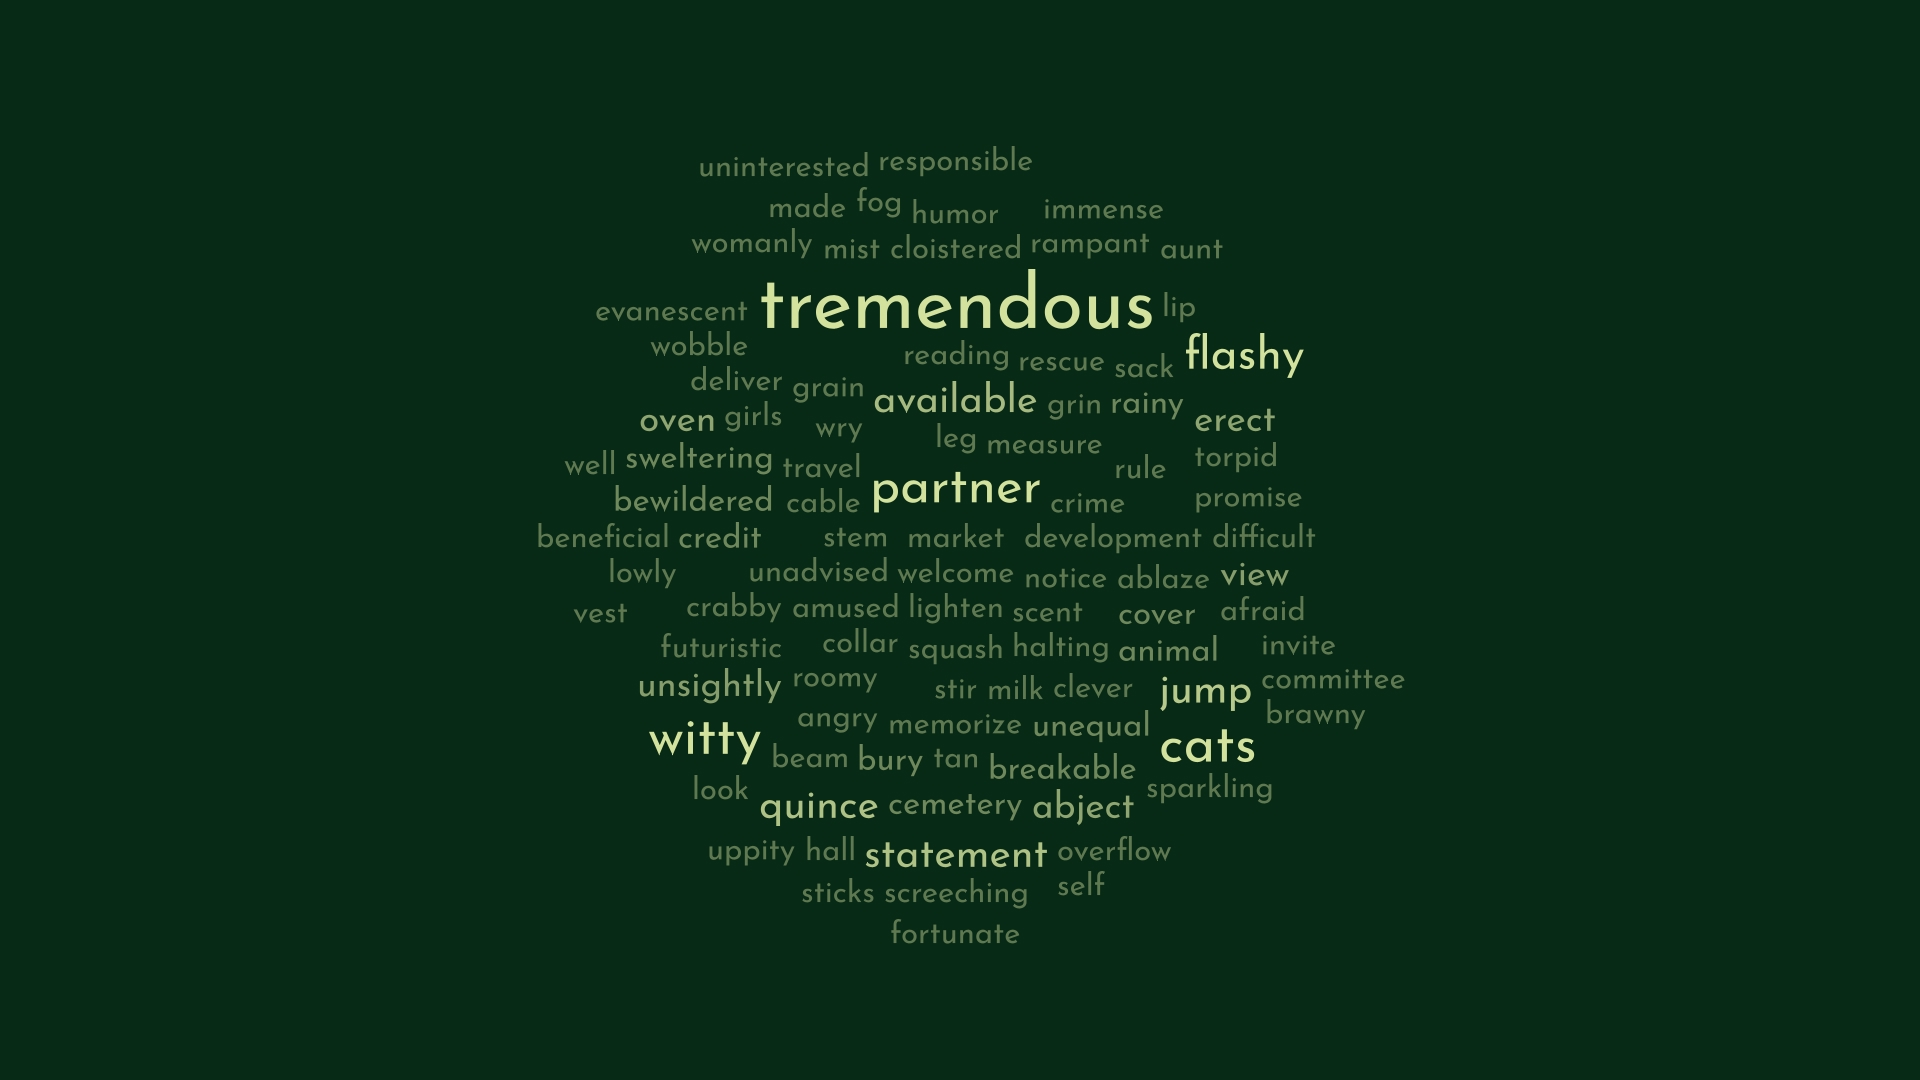 uninterested responsible
made fog humor immense
womanly mist cloistered rampant aunt
evanescent tremendous lip
wobble reading rescue sack flashy
deliver grain available grin rainy
oven girls wry leg measure erect
well sweltering travel rule torpid
bewildered cable partner crime promise
beneficial credit stem market development difficult
lowly unadvised welcome notice ablaze view
vest crabby amused lighten scent cover afraid
futuristic collar squash halting animal invite
unsightly roomy stir milk clever jump committee
witty angry memorize unequal cats brawny
beam bury tan breakable
look quince cemetery abject sparkling
uppity hall statement overflow
sticks screeching self
fortunate